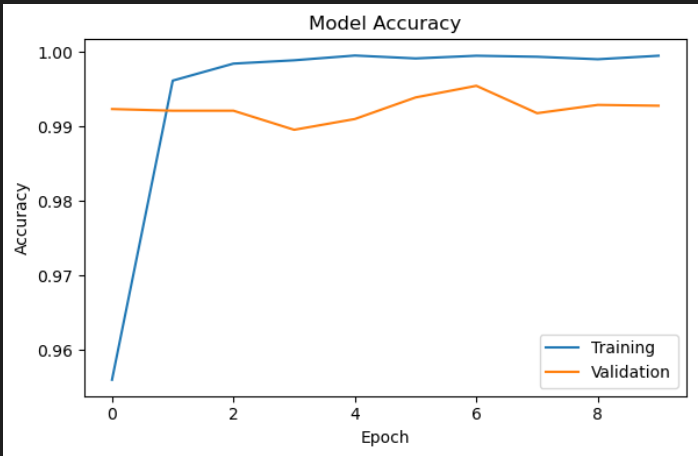 Model Accuracy
1.00
0.99
0.98
0.97
0.96
Accuracy
0 2 4 6 8
Epoch
Training
Validation